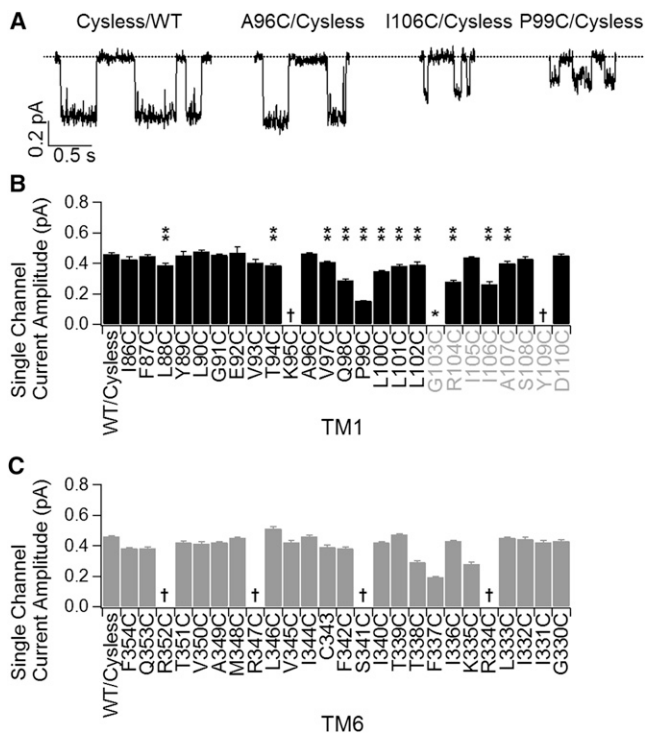 A
Cysless/WT A96C/Cysless I106C/Cysless P99C/Cysless
0.2 pA
0.5 s
B
Single Channel
Current Amplitude (pA)
0.8
0.6
0.4
0.2
0.0
** ** † ** ** ** ** ** ** * ** ** ** †
WT/Cysless I86C F87C L88C Y89C L90C G91C E92C V93C T94C K95C A96C V97C Q98C P99C L100C L101C L102C G103C R104C I105C I106C A107C S108C Y109C D110C
TM1
C
Single Channel
Current Amplitude (pA)
0.8
0.6
0.4
0.2
0.0
† † † †
WT/Cysless F354C Q353C R352C T351C V350C A349C M348C R347C L346C V345C I344C C343 F342C S341C I340C T339C T338C F337C I336C K335C R334C L333C I332C I331C G330C
TM6